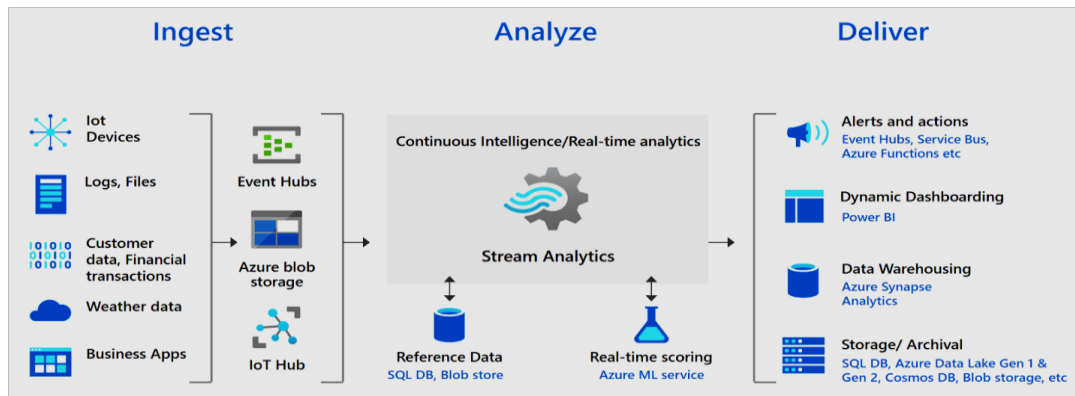 Ingest
Analyze
Deliver
Iot
Devices
Logs, Files
Customer
data, Financial
transactions
Weather data
Business Apps
Event Hubs
Azure blob
storage
IoT Hub
Continuous Intelligence/Real-time analytics
Stream Analytics
Reference Data
SQL DB, Blob store
Real-time scoring
Azure ML service
Alerts and actions
Event Hubs, Service Bus,
Azure Functions etc
Dynamic Dashboarding
Power BI
Data Warehousing
Azure Synapse
Analytics
Storage/ Archival
SQL DB, Azure Data Lake Gen 1 &
Gen 2, Cosmos DB, Blob storage, etc